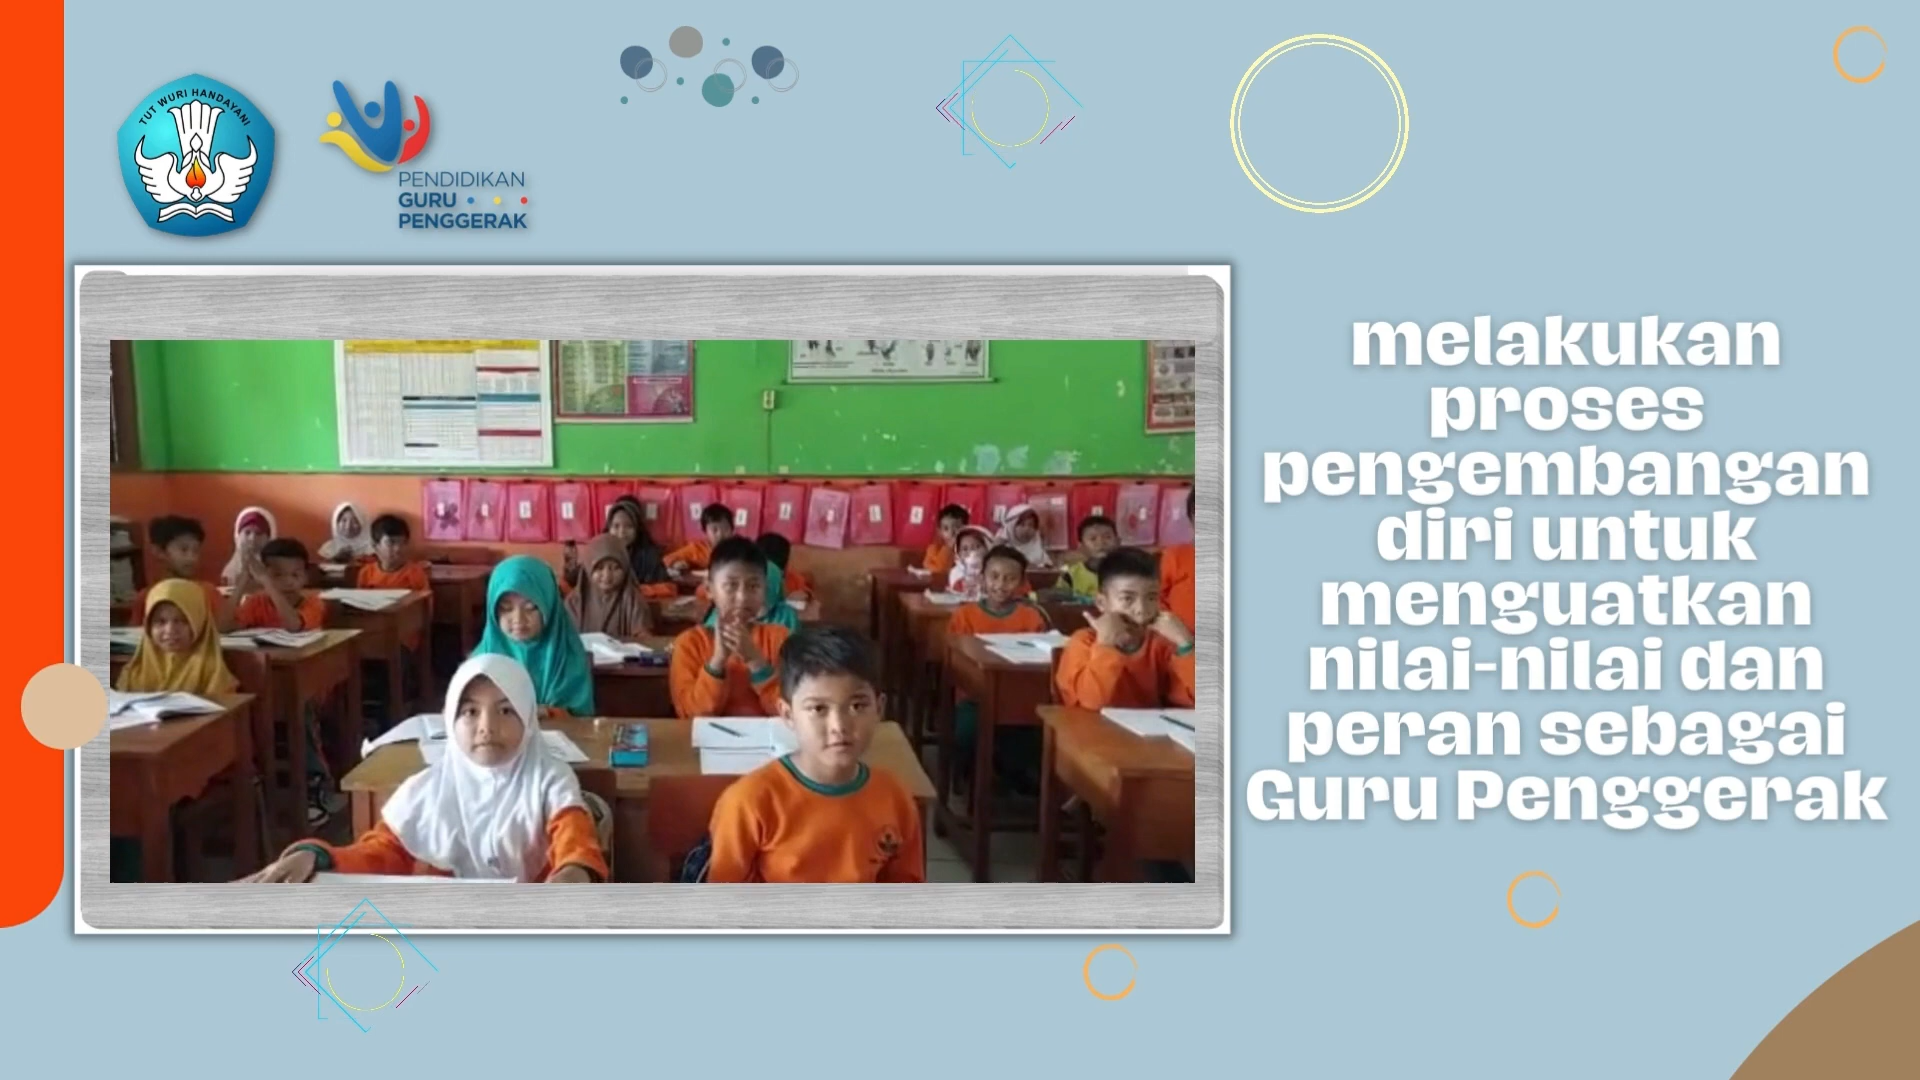 TUT WURI HANDAYANI
PENDIDIKAN
GURU
PENGGERAK
melakukan
proses
pengembangan
diri untuk
menguatkan
nilai-nilai dan
peran sebagai
Guru Penggerak